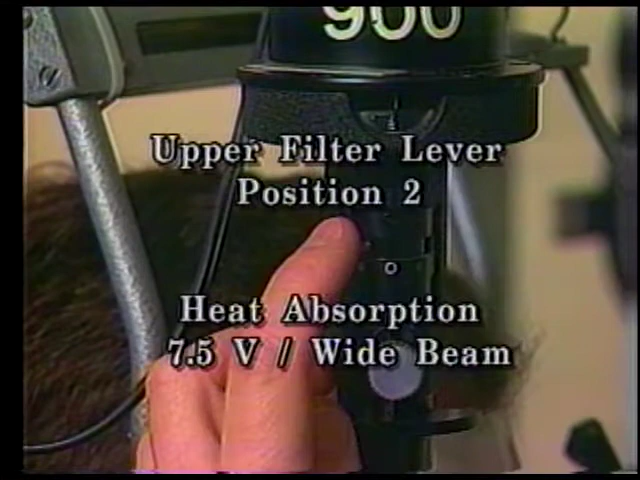 900
Upper Filter Lever
Position 2
Heat Absorption
7.5 V / Wide Beam